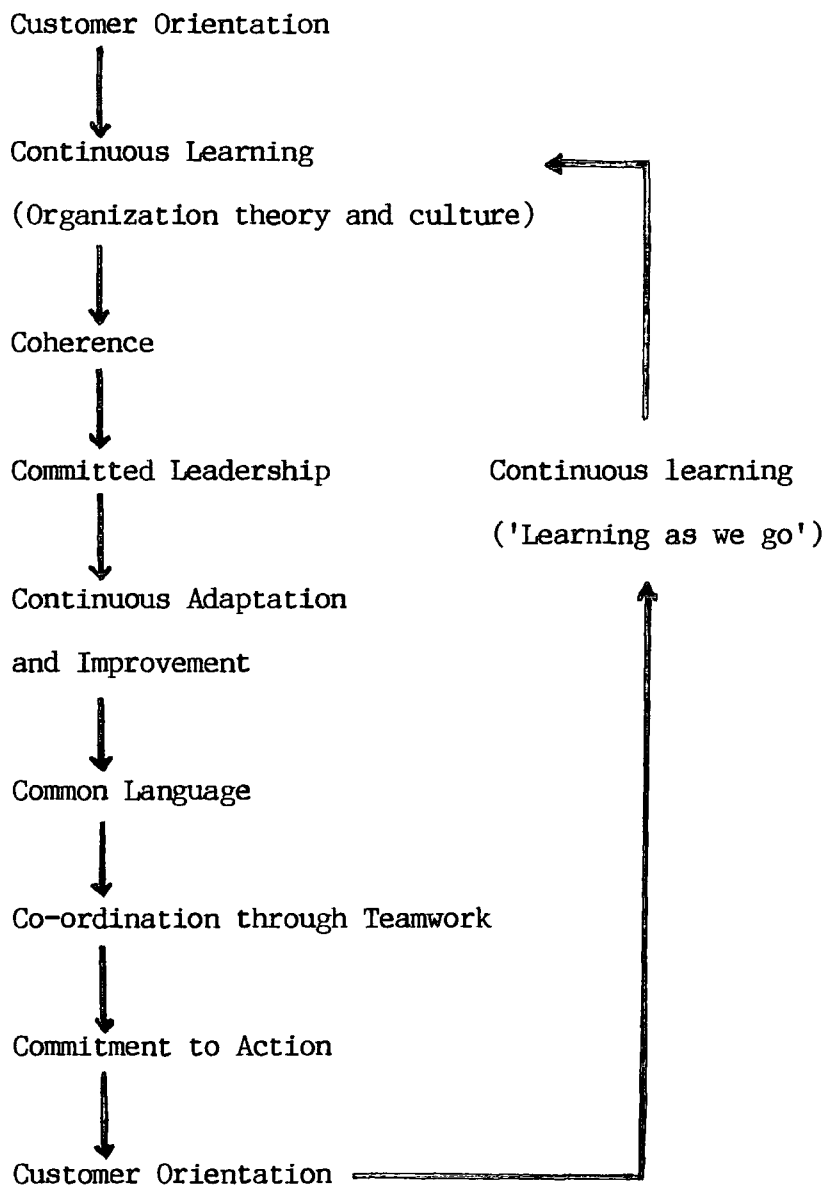 Customer Orientation
Continuous Learning
(Organization theory and culture)
Coherence
Committed Leadership
Continuous learning
('Learning as we go')
Continuous Adaptation
and Improvement
Common Language
Co-ordination through Teamwork
Commitment to Action
Customer Orientation